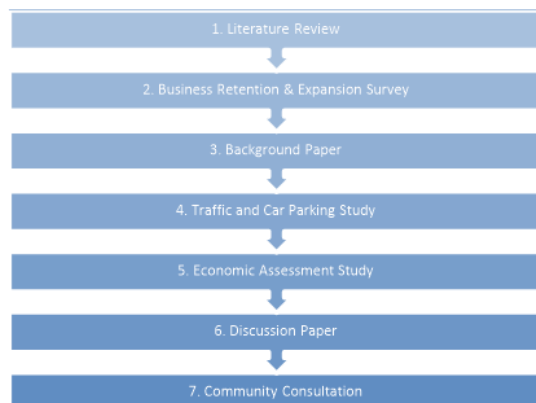 1. Literature Review
2. Business Retention & Expansion Survey
3. Background Paper
4. Traffic and Car Parking Study
5. Economic Assessment Study
6. Discussion Paper
7. Community Consultation